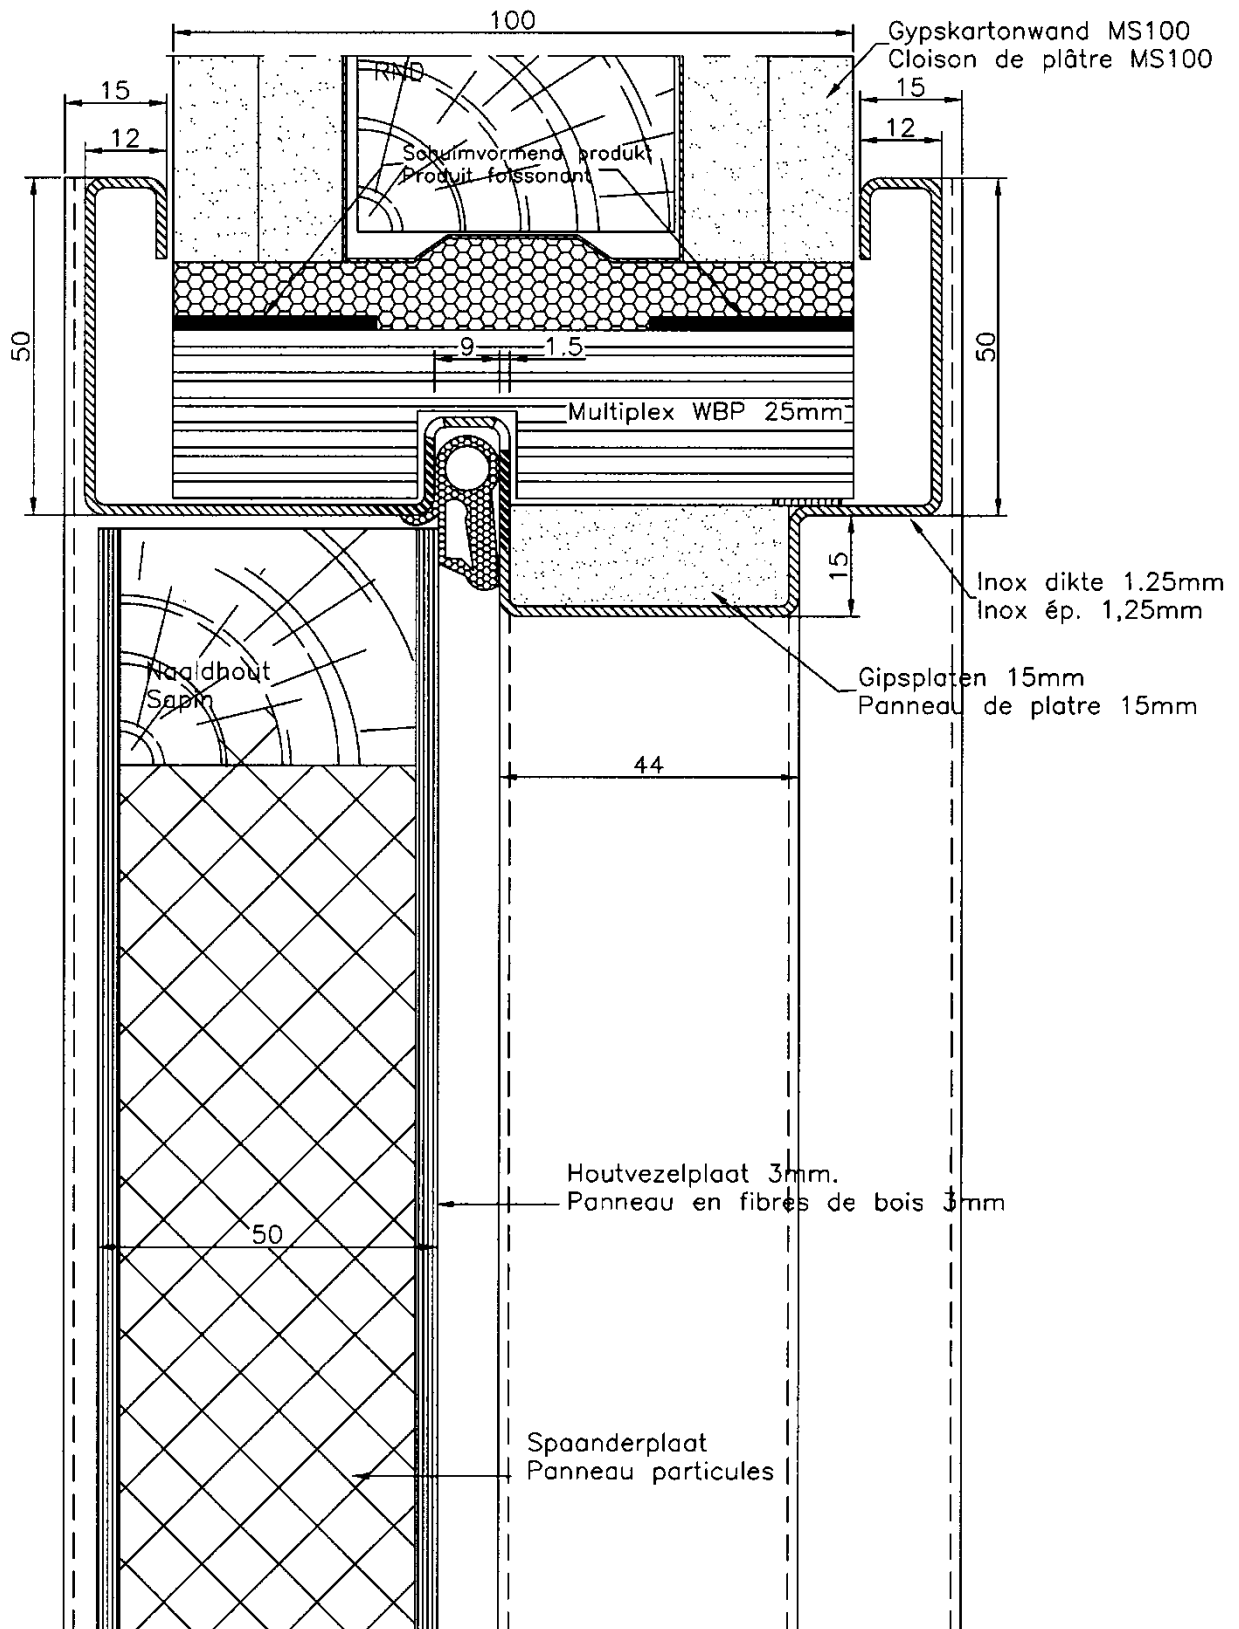 100
Gypskartonwand MS100
Cloison de plâtre MS100
15
15
12
12
RND
Schuimvormend produkt
Produit foissonant
50
50
9
1.5
Multiplex WBP 25mm
15
Inox dikte 1.25mm
Inox ép. 1,25mm
Naaldhout
Sapin
Gipsplaten 15mm
Panneau de platre 15mm
44
Houtvezelplaat 3mm.
Panneau en fibres de bois 3mm
50
Spaanderplaat
Panneau particules